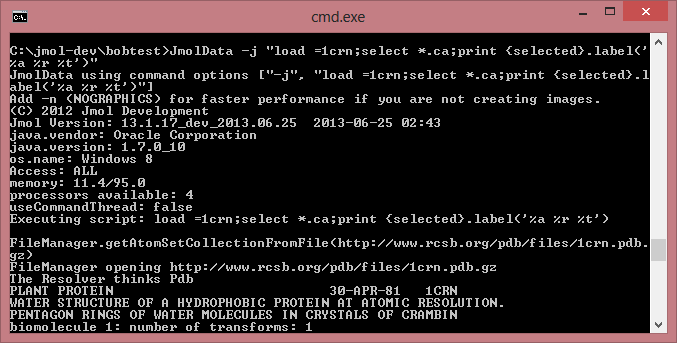 cmd.exe
C:\jmol-dev\bobtest>JmolData -j "load =1crn;select *.ca;print {selected}.label('
%a %r %t')"
JmolData using command options ["-j", "load =1crn;select *.ca;print {selected}.l
abel('%a %r %t')"]
Add -n (NOGRAPHICS) for faster performance if you are not creating images.
(C) 2012 Jmol Development
Jmol Version: 13.1.17_dev_2013.06.25  2013-06-25 02:43
java.vendor: Oracle Corporation
java.version: 1.7.0_10
os.name: Windows 8
Access: ALL
memory: 11.4/95.0
processors available: 4
useCommandThread: false
Executing script: load =1crn;select *.ca;print {selected}.label('%a %r %t')
FileManager.getAtomSetCollectionFromFile(http://www.rcsb.org/pdb/files/1crn.pdb.
gz)
FileManager opening http://www.rcsb.org/pdb/files/1crn.pdb.gz
The Resolver thinks Pdb
PLANT PROTEIN                           30-APR-81   1CRN
WATER STRUCTURE OF A HYDROPHOBIC PROTEIN AT ATOMIC RESOLUTION.
PENTAGON RINGS OF WATER MOLECULES IN CRYSTALS OF CRAMBIN
biomolecule 1: number of transforms: 1